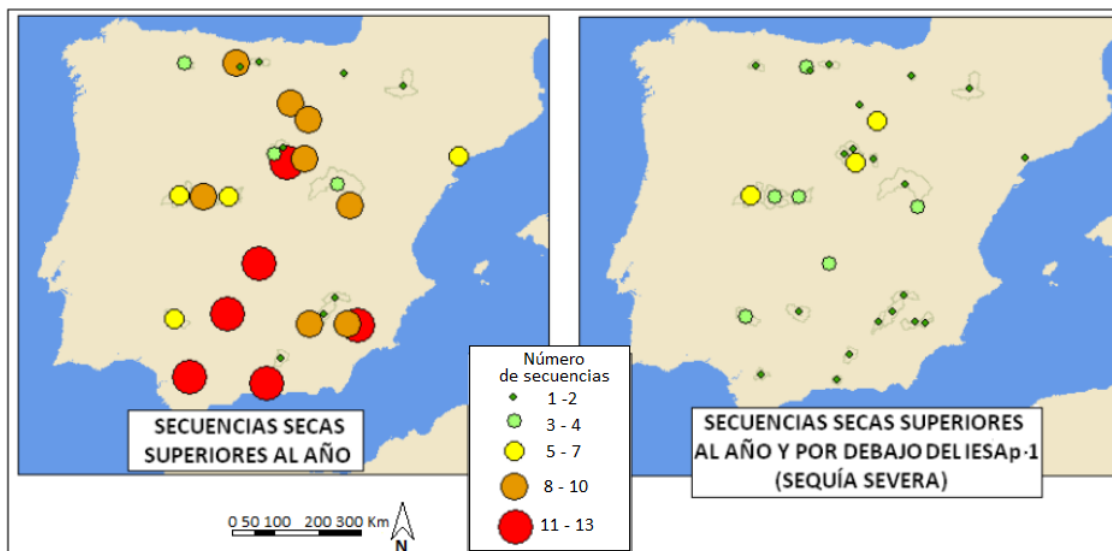 SECUENCIAS SECAS
SUPERIORES AL AÑO
0 50 100 200 300 Km
N
Número
de secuencias
1 -2
3 - 4
5 - 7
8 - 10
11 - 13
SECUENCIAS SECAS SUPERIORES
AL AÑO Y POR DEBAJO DEL IESAp-1
(SEQUÍA SEVERA)